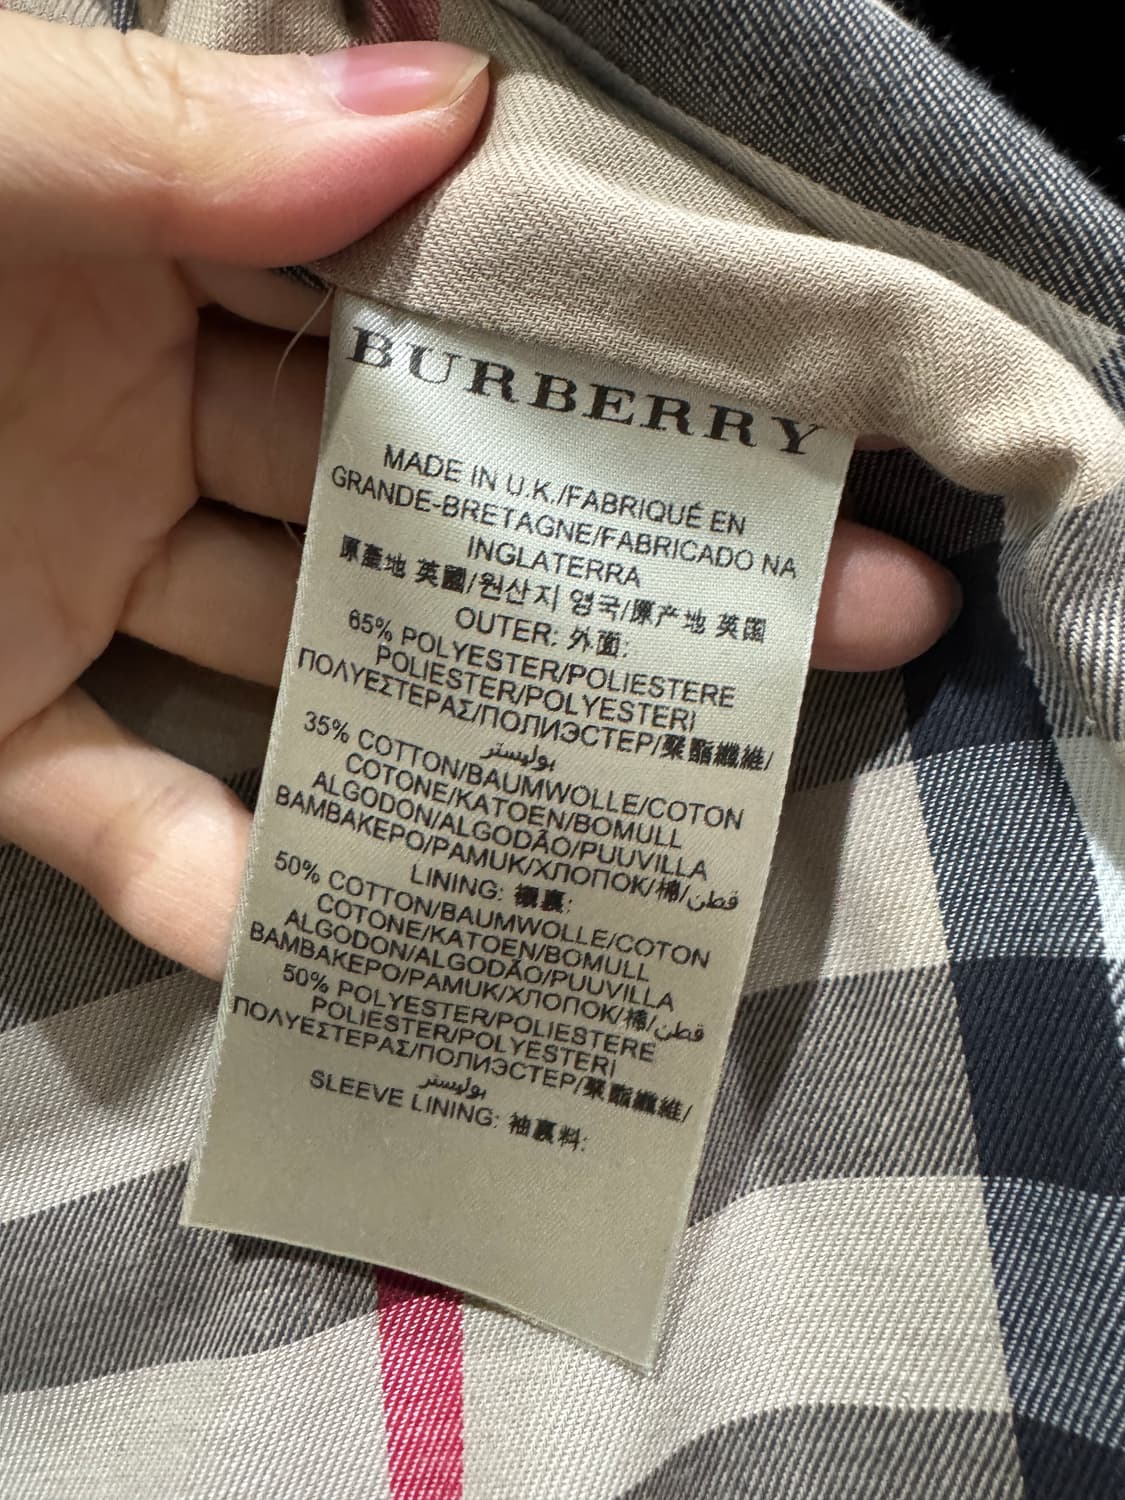 BURBERRY
MADE IN U.K./FABRIQUÉ EN
GRANDE-BRETAGNE/FABRICADO NA
INGLATERRA
原產地 英國/원산지 영국/原产地 英国
OUTER: 外面:
65% POLYESTER/POLIESTERE
POLIESTER/POLYESTERI
ΠΟΛΥΕΣΤΕΡΑΣ/ПОЛИЭСТЕР/聚酯纖維/
بوليستر
35% COTTON/BAUMWOLLE/COTON
COTONE/KATOEN/BOMULL
ALGODON/ALGODÃO/PUUVILLA
ΒΑΜΒΑΚΕΡΟ/PAMUK/ХЛОПОК/棉/قطن
LINING: 襯裏:
50% COTTON/BAUMWOLLE/COTON
COTONE/KATOEN/BOMULL
ALGODON/ALGODÃO/PUUVILLA
ΒΑΜΒΑΚΕΡΟ/PAMUK/ХЛОПОК/棉/قطن
50% POLYESTER/POLIESTERE
POLIESTER/POLYESTERI
ΠΟΛΥΕΣΤΕΡΑΣ/ПОЛИЭСТЕР/聚酯纖維/
بوليستر
SLEEVE LINING: 袖裏料: